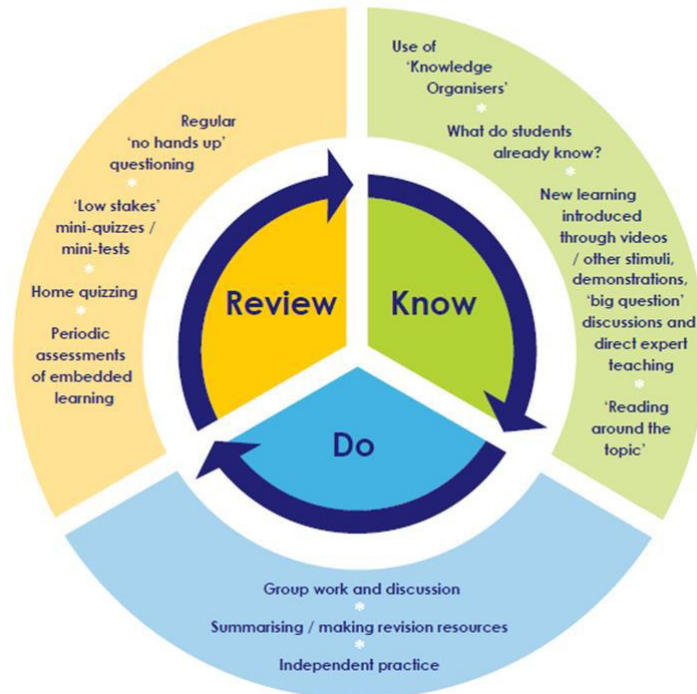 Use of
‘Knowledge
Organisers’
*
What do students
already know?
*
New learning
introduced
through videos
/ other stimuli,
demonstrations,
‘big question’
discussions and
direct expert
teaching
*
‘Reading
around the
topic’
Know
Do
Group work and discussion
*
Summarising / making revision resources
*
Independent practice
Review
Regular
‘no hands up’
questioning
*
‘Low stakes’
mini-quizzes /
mini-tests
*
Home quizzing
*
Periodic
assessments
of embedded
learning